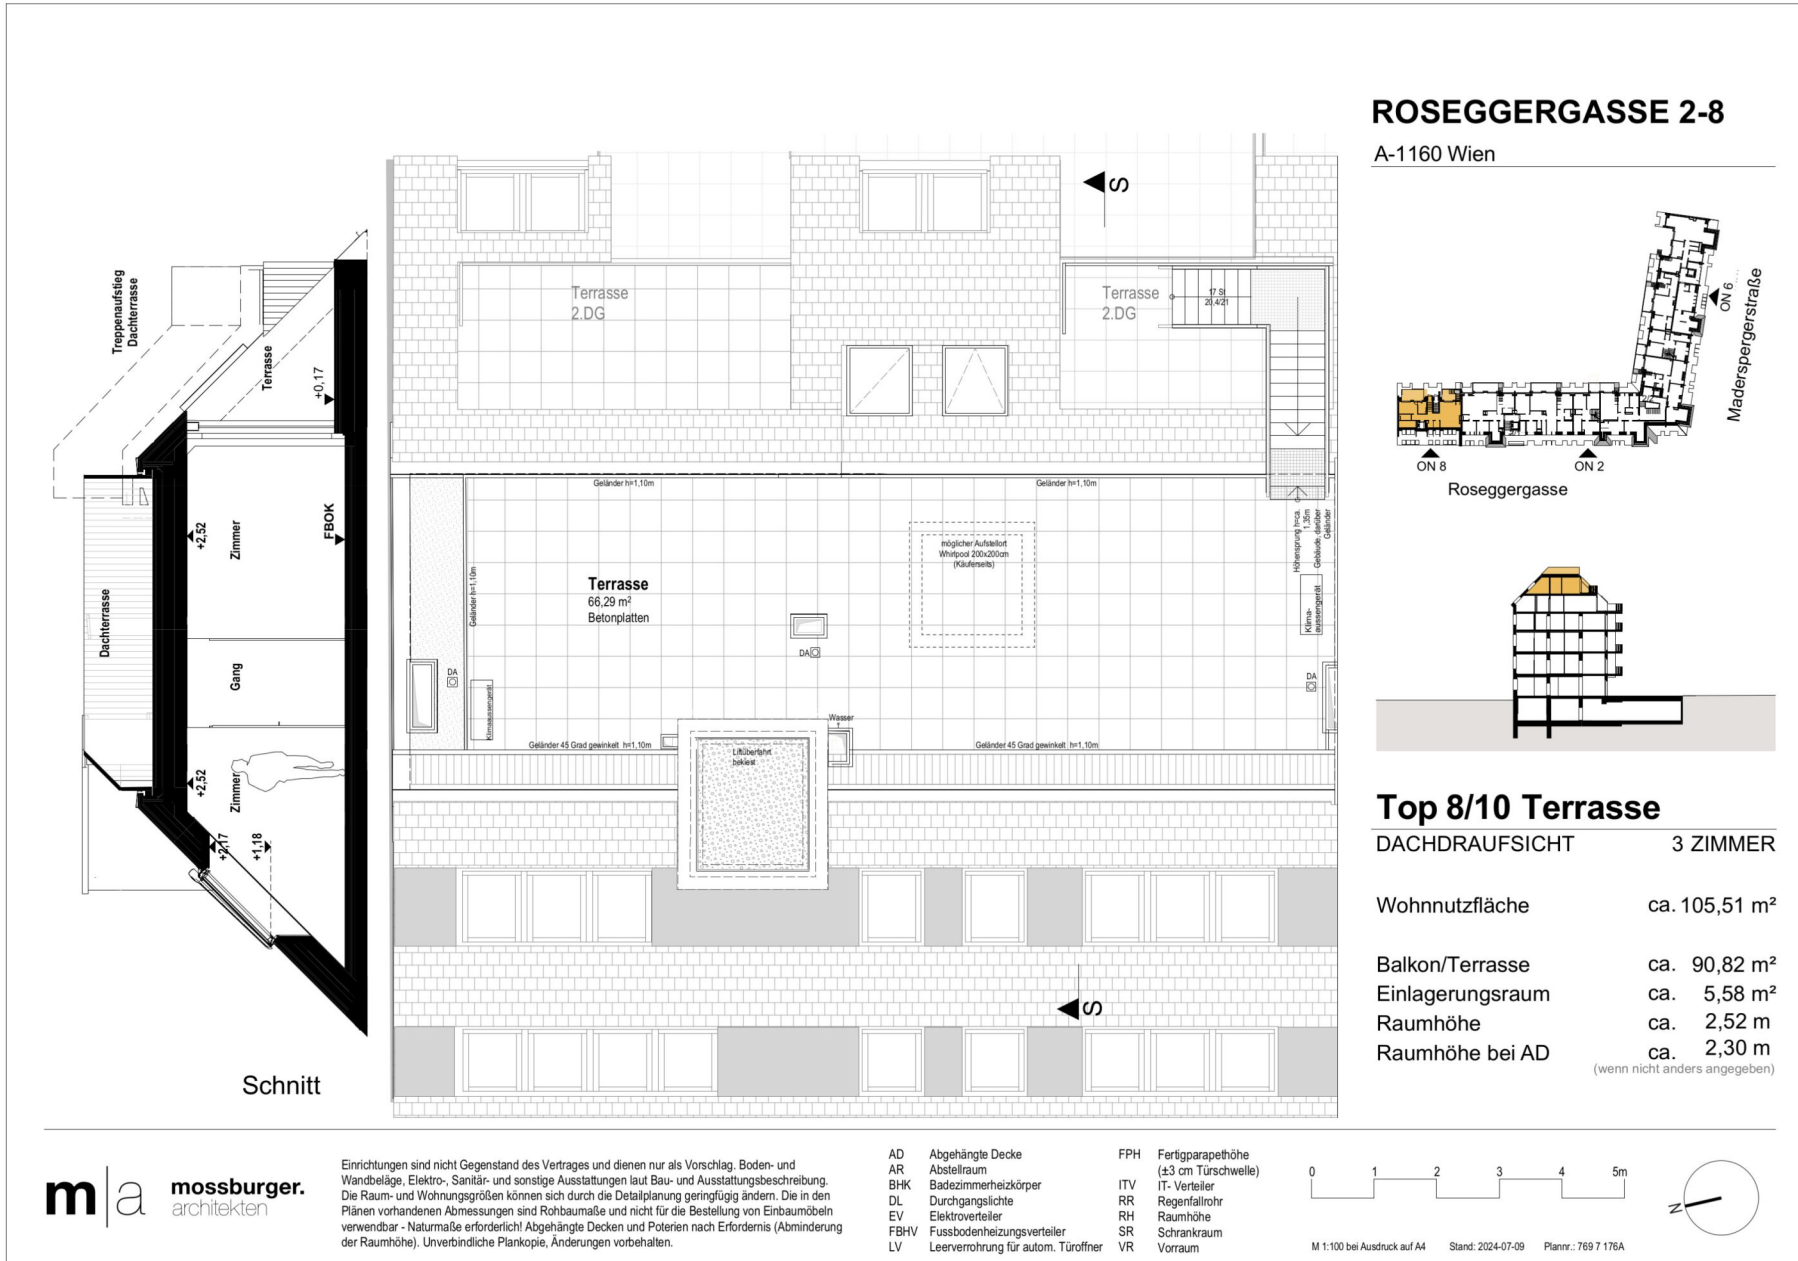 ROSEGGERGASSE 2-8
A-1160 Wien
Maderspergerstraße
ON 6
ON 8
ON 2
Roseggergasse
Top 8/10 Terrasse
DACHDRAUFSICHT 3 ZIMMER
Wohnnutzfläche ca. 105,51 m²
Balkon/Terrasse ca. 90,82 m²
Einlagerungsraum ca. 5,58 m²
Raumhöhe ca. 2,52 m
Raumhöhe bei AD ca. 2,30 m
(wenn nicht anders angegeben)
Treppenaufstieg
Dachterrasse
Terrasse
+0,17
FBOK
+2,52
Zimmer
Dachterrasse
Gang
+2,52
Zimmer
+2,17
+1,18
Schnitt
S
Terrasse
2.DG
Terrasse
2.DG
17 St
20,4/21
Geländer h=1,10m
Geländer h=1,10m
Geländer h=1,10m
möglicher Aufstellort
Whirlpool 200x200cm
(Käuferseits)
Höhensprung h=ca.
1,35m
Gebäude, darüber
Geländer
Klima-
aussengerät
Terrasse
66,29 m²
Betonplatten
DA
DA
DA
Klimaaussengerät
Wasser
Geländer 45 Grad gewinkelt h=1,10m
Geländer 45 Grad gewinkelt h=1,10m
Liftüberfahrt
bekiest
S
m|a
mossburger.
architekten
Einrichtungen sind nicht Gegenstand des Vertrages und dienen nur als Vorschlag. Boden- und
Wandbeläge, Elektro-, Sanitär- und sonstige Ausstattungen laut Bau- und Ausstattungsbeschreibung.
Die Raum- und Wohnungsgrößen können sich durch die Detailplanung geringfügig ändern. Die in den
Plänen vorhandenen Abmessungen sind Rohbaumaße und nicht für die Bestellung von Einbaumöbeln
verwendbar - Naturmaße erforderlich! Abgehängte Decken und Poterien nach Erfordernis (Abminderung
der Raumhöhe). Unverbindliche Plankopie, Änderungen vorbehalten.
AD Abgehängte Decke
AR Abstellraum
BHK Badezimmerheizkörper
DL Durchgangslichte
EV Elektroverteiler
FBHV Fussbodenheizungsverteiler
LV Leerverrohrung für autom. Türöffner
FPH Fertigparapethöhe
(±3 cm Türschwelle)
ITV IT- Verteiler
RR Regenfallrohr
RH Raumhöhe
SR Schrankraum
VR Vorraum
0 1 2 3 4 5m
M 1:100 bei Ausdruck auf A4 Stand: 2024-07-09 Plannr.: 769 7 176A
N